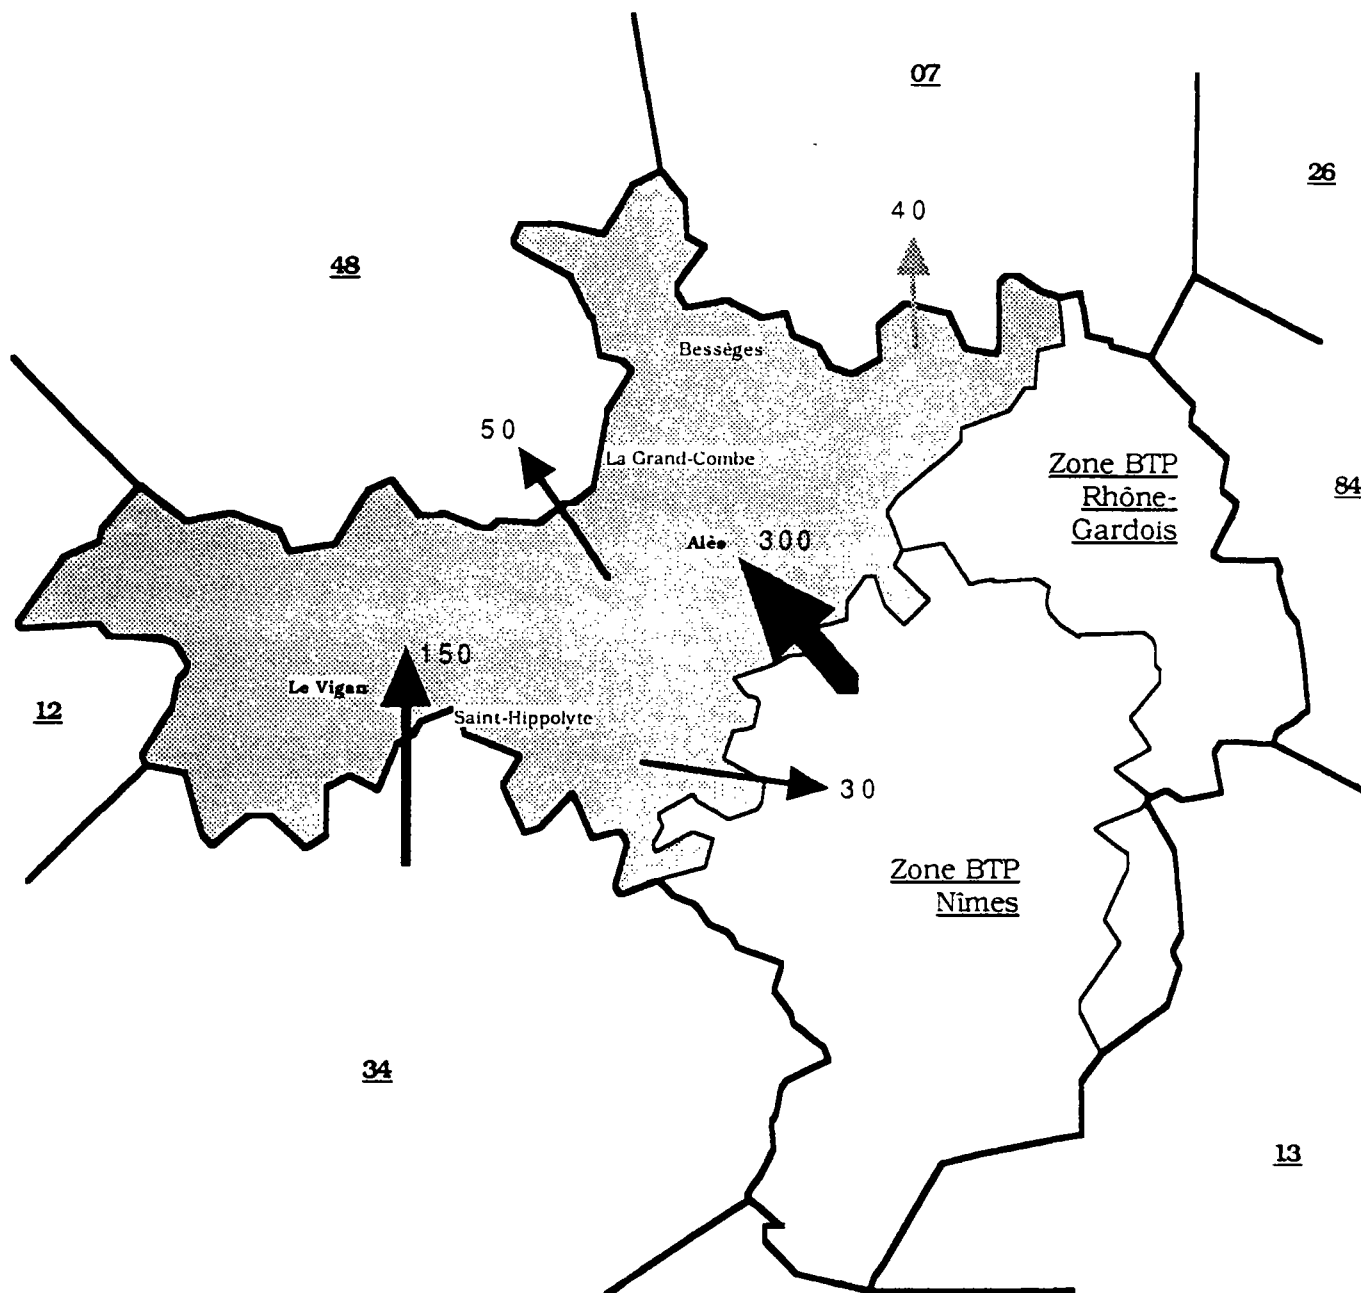 07
26
40
48
Bessèges
50
La Grand-Combe
Zone BTP
Rhône-
Gardois
84
Alès 300
150
Le Vigan
12
Saint-Hippolyte
30
Zone BTP
Nîmes
34
13